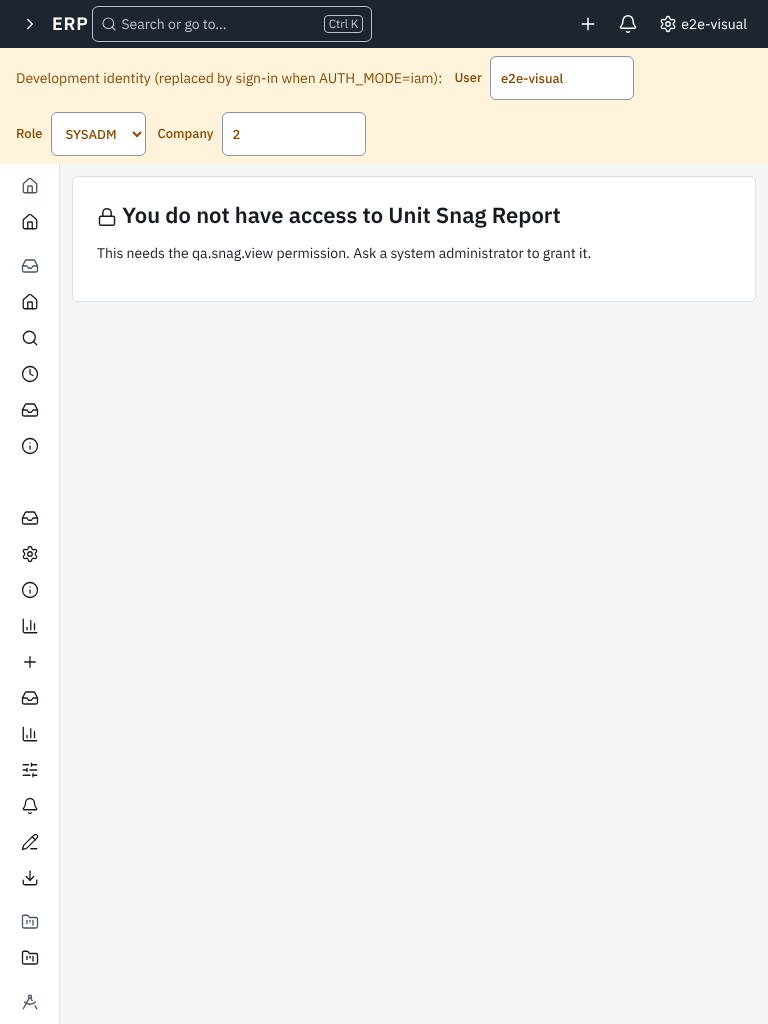 ERP Search or go to... Ctrl K e2e-visual
Development identity (replaced by sign-in when AUTH_MODE=iam): User e2e-visual
Role SYSADM Company 2
You do not have access to Unit Snag Report
This needs the qa.snag.view permission. Ask a system administrator to grant it.